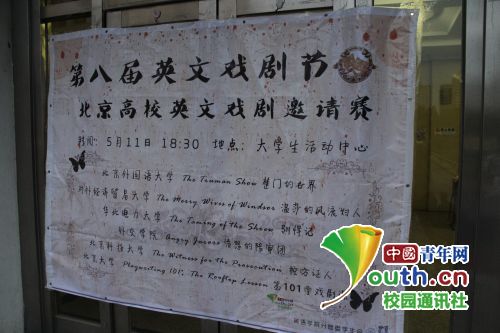 第八届英文戏剧节
北京高校英文戏剧邀请赛
时间: 5月11日 18:30 地点: 大学生活动中心
北京外国语大学 The Truman Show 楚门的世界
对外经济贸易大学 The Merry Wives of Windsor 温莎的风流妇人
华北电力大学 The Taming of the Shrew 驯悍记
外交学院 Angry Jurors 愤怒的陪审团
北京科技大学 The Witness for the Prosecution 控方证人
北京大学 Playwriting 101: The Rooftop Lesson 第101堂戏剧
中國青年网
youth.cn
校园通讯社